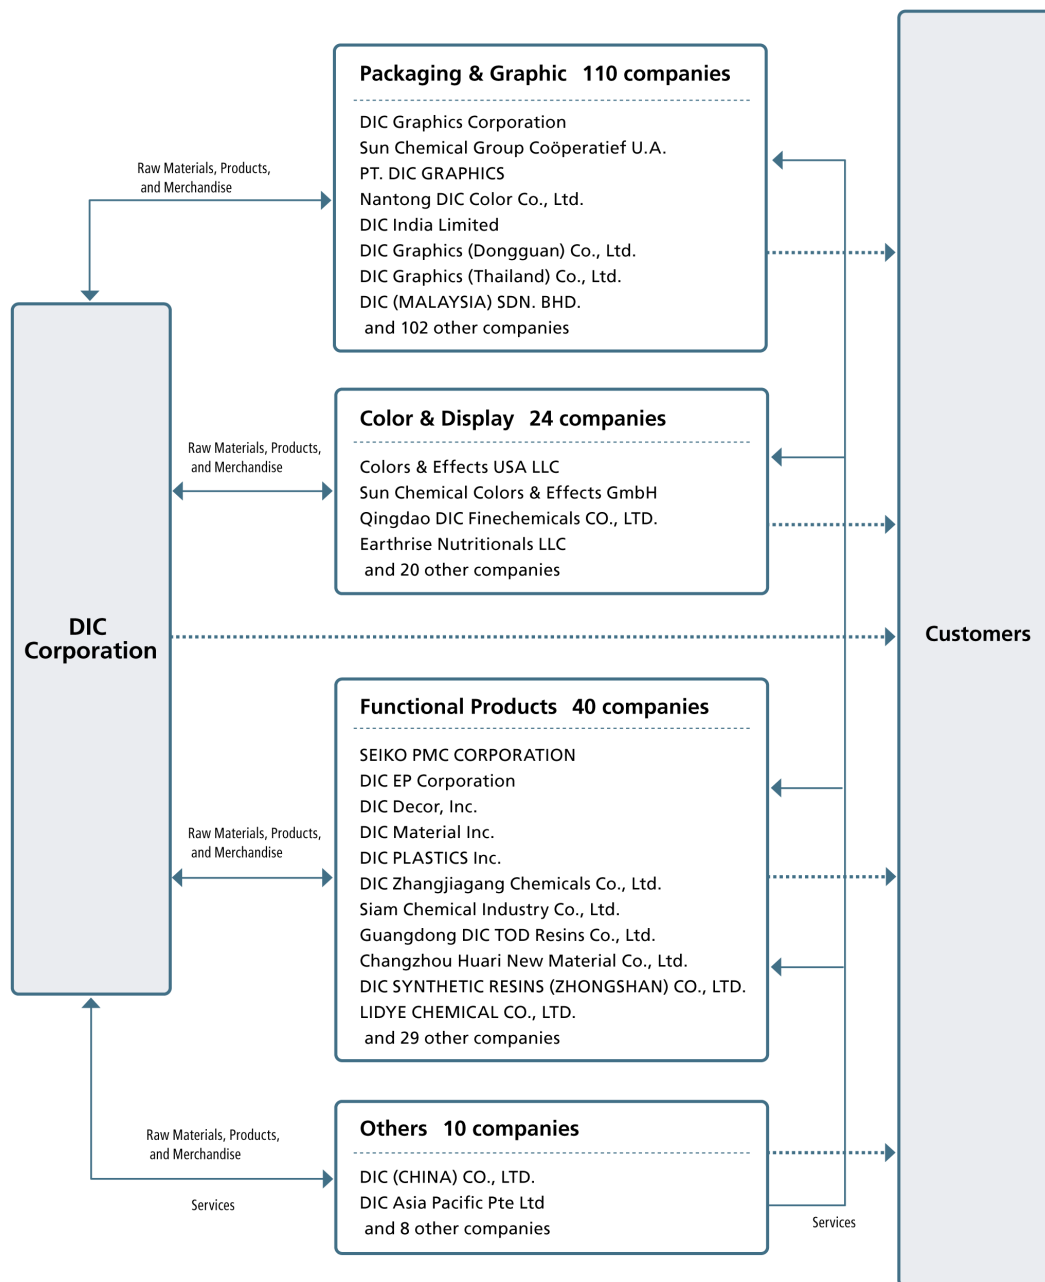 Packaging & Graphic 110 companies
DIC Graphics Corporation
Sun Chemical Group Coöperatief U.A.
PT. DIC GRAPHICS
Nantong DIC Color Co., Ltd.
DIC India Limited
DIC Graphics (Dongguan) Co., Ltd.
DIC Graphics (Thailand) Co., Ltd.
DIC (MALAYSIA) SDN. BHD.
and 102 other companies
Raw Materials, Products,
and Merchandise
Color & Display 24 companies
Colors & Effects USA LLC
Sun Chemical Colors & Effects GmbH
Qingdao DIC Finechemicals CO., LTD.
Earthrise Nutritionals LLC
and 20 other companies
Raw Materials, Products,
and Merchandise
DIC
Corporation
Customers
Functional Products 40 companies
SEIKO PMC CORPORATION
DIC EP Corporation
DIC Decor, Inc.
DIC Material Inc.
DIC PLASTICS Inc.
DIC Zhangjiagang Chemicals Co., Ltd.
Siam Chemical Industry Co., Ltd.
Guangdong DIC TOD Resins Co., Ltd.
Changzhou Huari New Material Co., Ltd.
DIC SYNTHETIC RESINS (ZHONGSHAN) CO., LTD.
LIDYE CHEMICAL CO., LTD.
and 29 other companies
Raw Materials, Products,
and Merchandise
Others 10 companies
DIC (CHINA) CO., LTD.
DIC Asia Pacific Pte Ltd
and 8 other companies
Raw Materials, Products,
and Merchandise
Services
Services